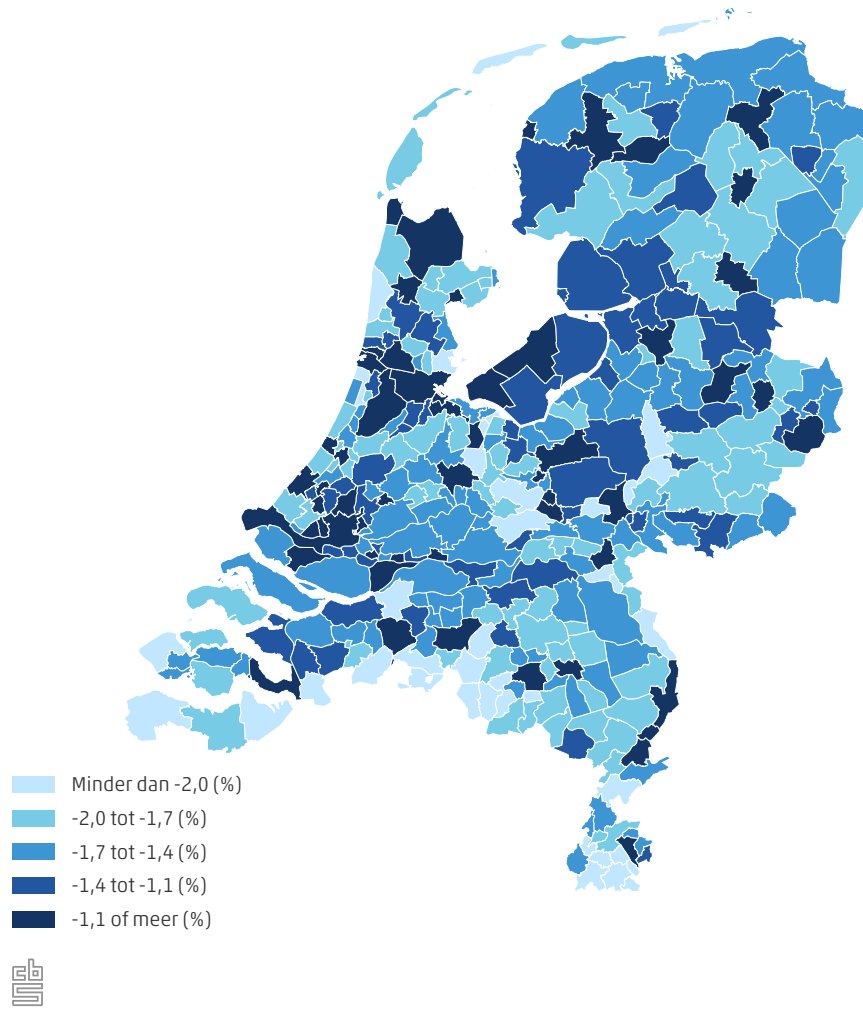 Minder dan -2,0 (%)
-2,0 tot -1,7 (%)
-1,7 tot -1,4 (%)
-1,4 tot -1,1 (%)
-1,1 of meer (%)
cbs